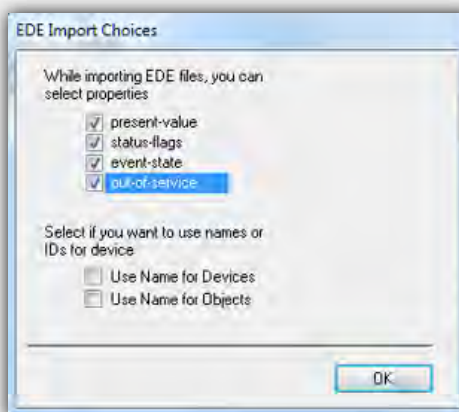 EDE Import Choices
While importing EDE files, you can
select properties
present-value
status-flags
event-state
out-of-service
Select if you want to use names or
IDs for device
Use Name for Devices
Use Name for Objects
OK